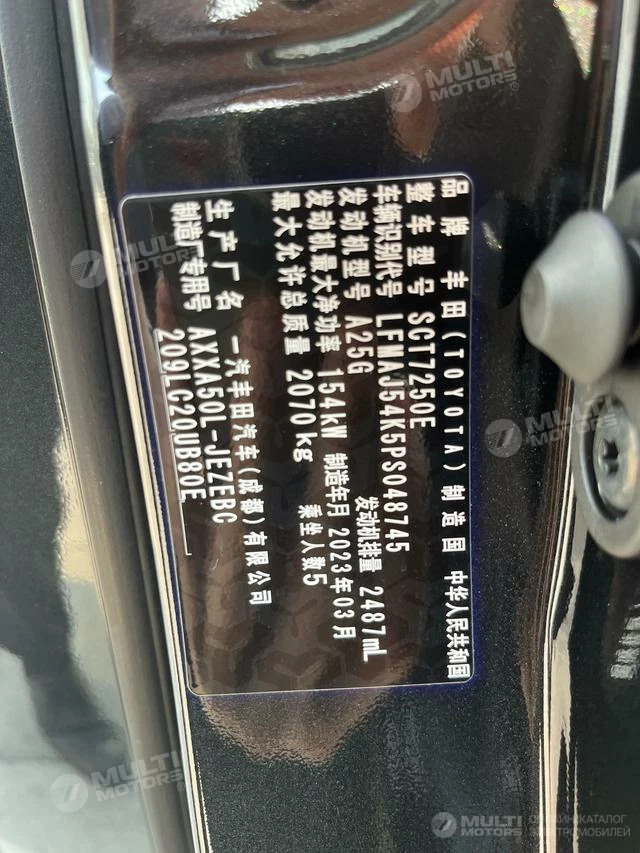 品牌 丰田(TOYOTA) 制造国 中华人民共和国
整车型号 SCT7250E
车辆识别代号 LFMAJ54K5PS048745
发动机型号 A25G 发动机排量 2487mL
发动机最大净功率 154kW 制造年月 2023年03月
最大允许总质量 2070kg 乘坐人数5
生产厂名 一汽丰田汽车(成都)有限公司
制造厂专用号 AXXA50L-JEZEBC
209LC20UB80E
MULTI MOTORS®
MULTI MOTORS®
MULTI MOTORS®
MULTI MOTORS®
MULTI MOTORS
ОНЛАЙН-КАТАЛОГ
ЭЛЕКТРОМОБИЛЕЙ